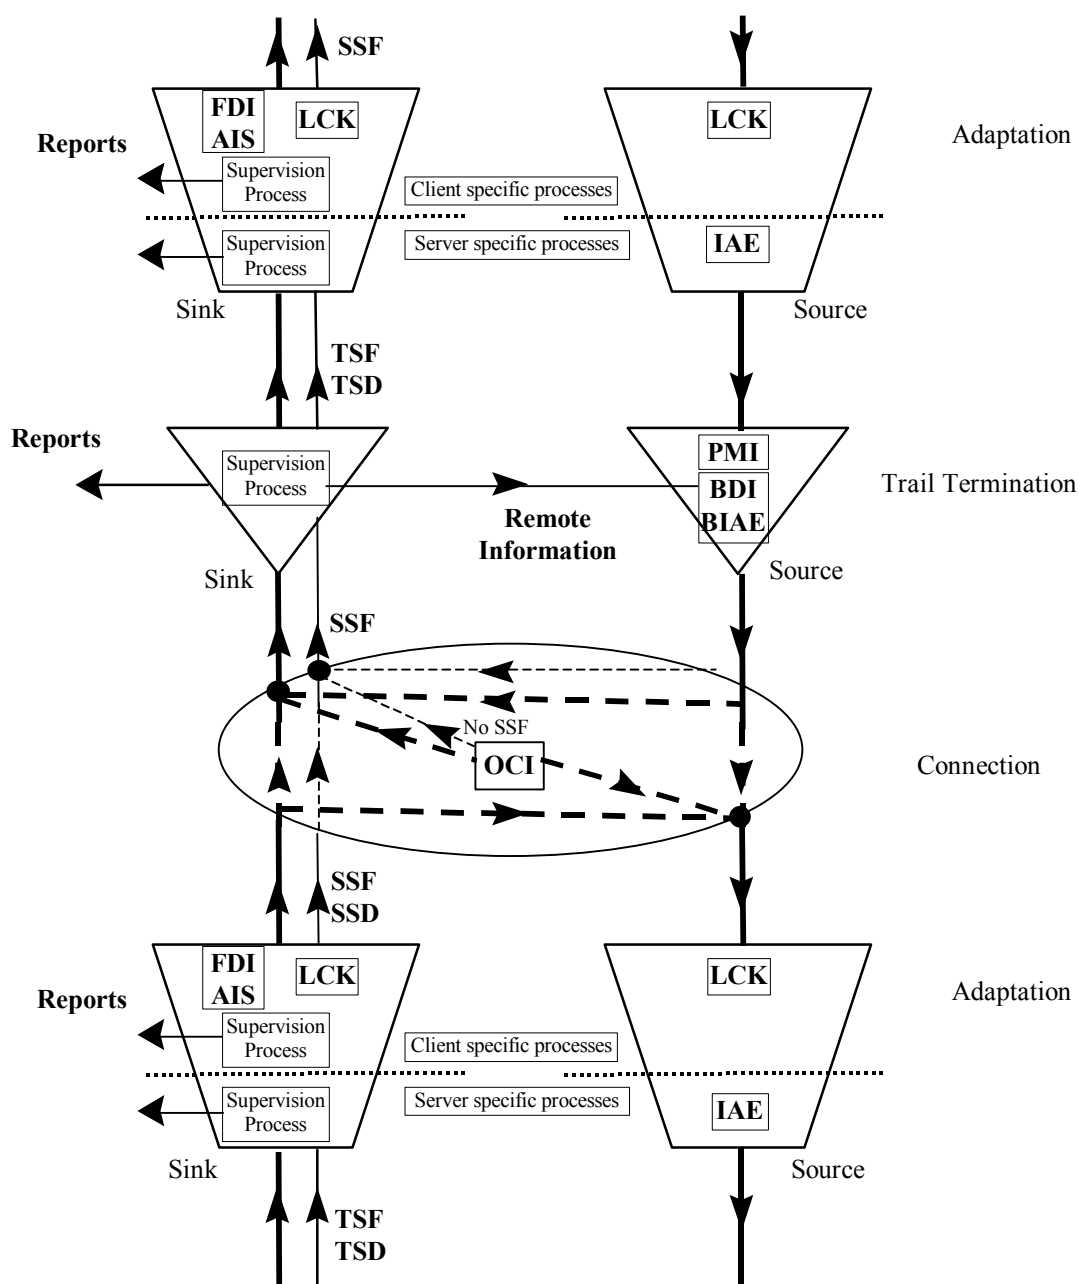 SSF
FDI
AIS
LCK
LCK
Adaptation
Reports
Supervision
Process
Client specific processes
Supervision
Process
Server specific processes
IAE
Sink
Source
TSF
TSD
Reports
Supervision
Process
PMI
BDI
BIAE
Trail Termination
Remote
Information
Sink
Source
SSF
No SSF
OCI
Connection
SSF
SSD
FDI
AIS
LCK
LCK
Adaptation
Reports
Supervision
Process
Client specific processes
Supervision
Process
Server specific processes
IAE
Sink
Source
TSF
TSD